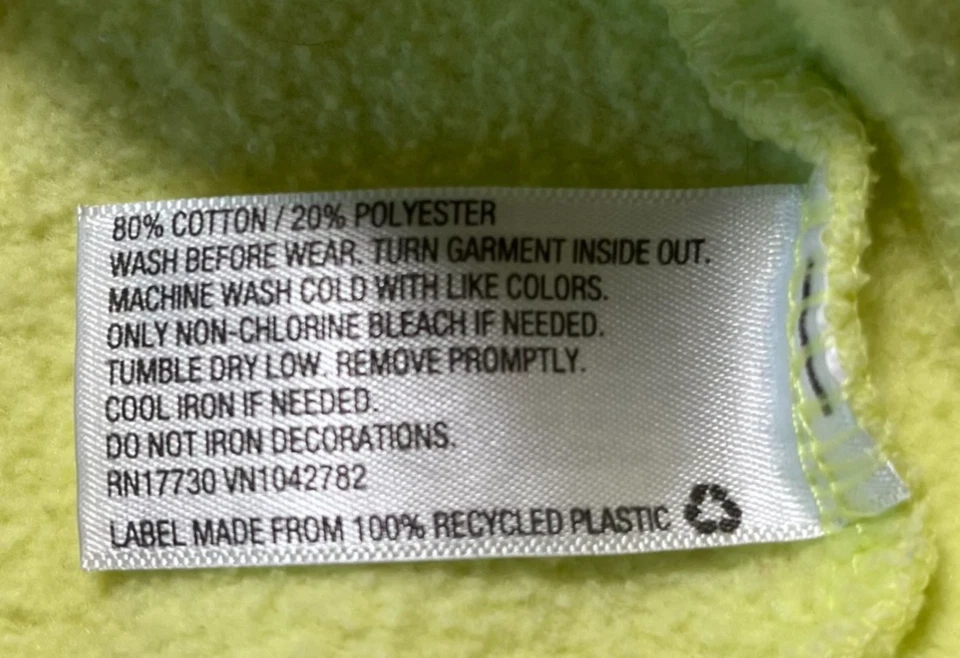 80% COTTON / 20% POLYESTER
WASH BEFORE WEAR. TURN GARMENT INSIDE OUT.
MACHINE WASH COLD WITH LIKE COLORS.
ONLY NON-CHLORINE BLEACH IF NEEDED.
TUMBLE DRY LOW. REMOVE PROMPTLY.
COOL IRON IF NEEDED.
DO NOT IRON DECORATIONS.
RN17730 VN1042782
LABEL MADE FROM 100% RECYCLED PLASTIC